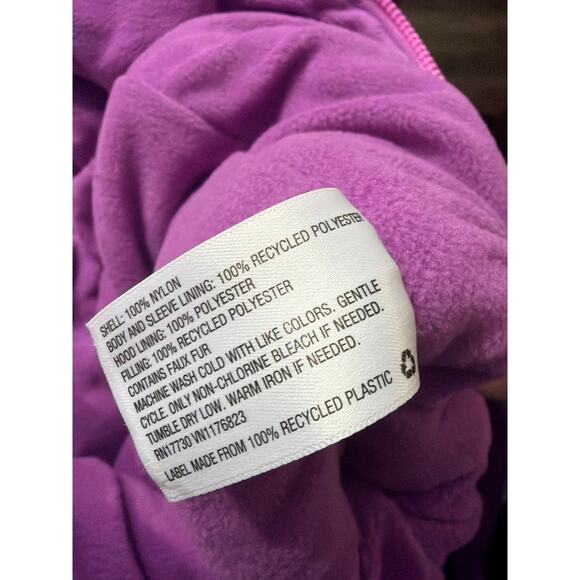 SHELL: 100% NYLON
BODY AND SLEEVE LINING: 100% RECYCLED POLYESTER
HOOD LINING: 100% POLYESTER
FILLING: 100% RECYCLED POLYESTER
CONTAINS FAUX FUR
MACHINE WASH COLD WITH LIKE COLORS. GENTLE
CYCLE. ONLY NON-CHLORINE BLEACH IF NEEDED.
TUMBLE DRY LOW. WARM IRON IF NEEDED.
RN17730 VN1176823
LABEL MADE FROM 100% RECYCLED PLASTIC